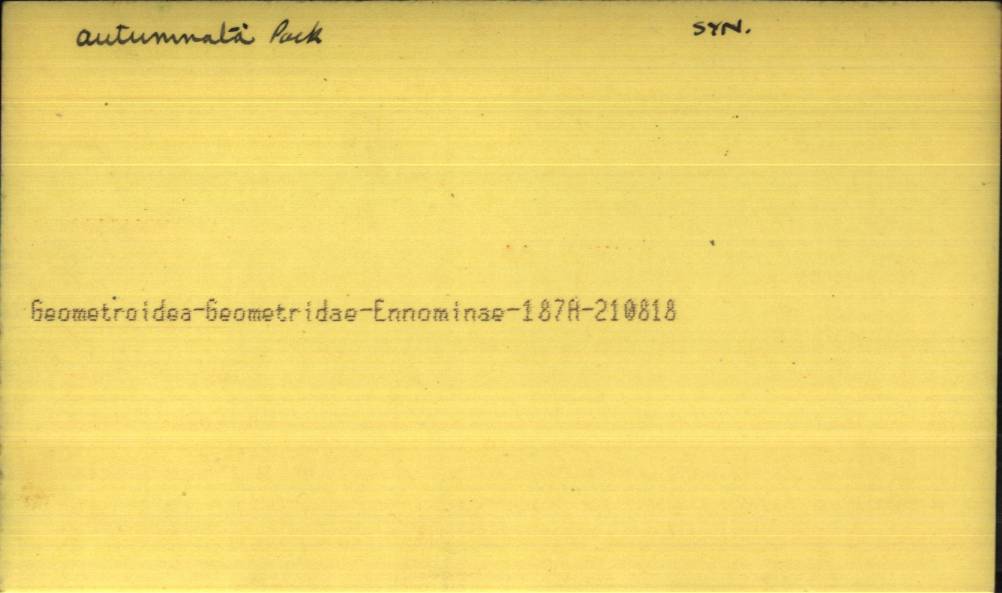 autumnata Pack
SYN.
Geometroidea-Geometridae-Ennominae-187A-210818